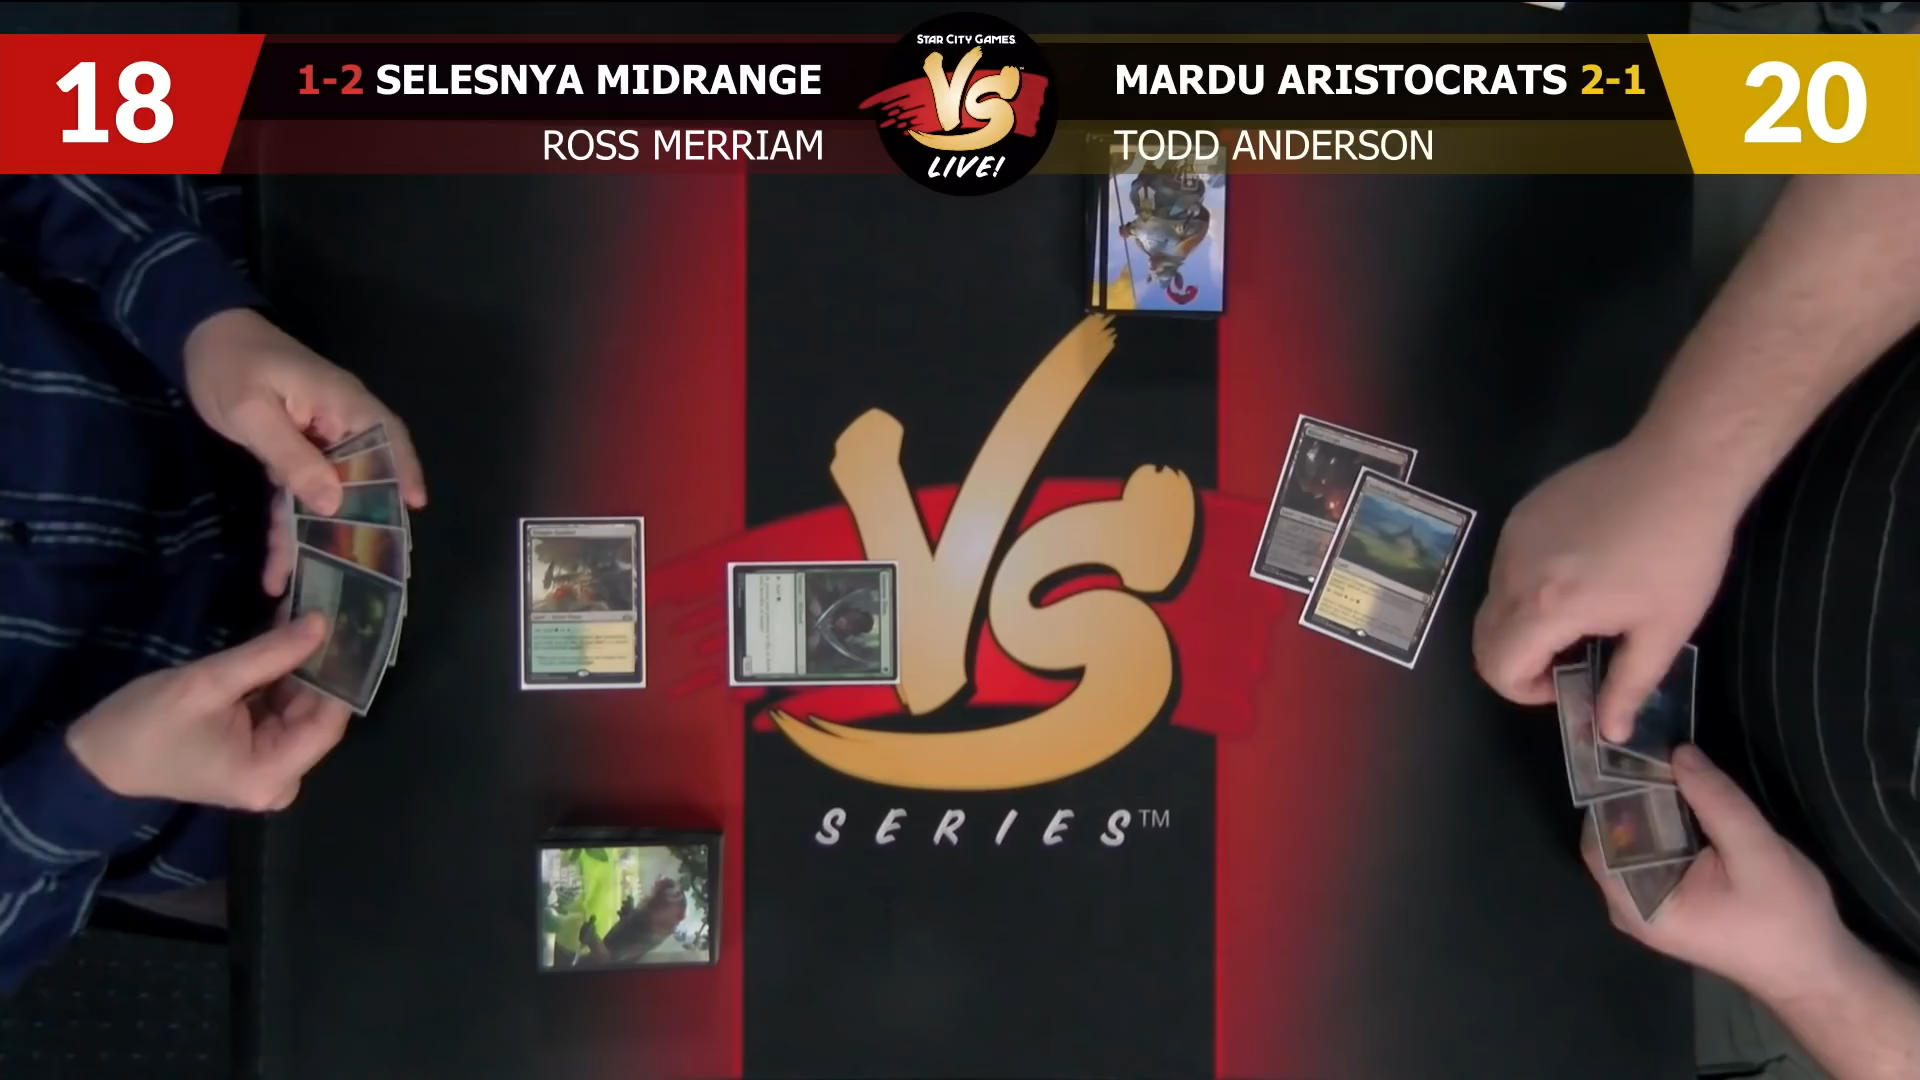 18
1-2 SELESNYA MIDRANGE
ROSS MERRIAM
STAR CITY GAMES
VS
LIVE!
MARDU ARISTOCRATS 2-1
TODD ANDERSON
20
VS
SERIES™